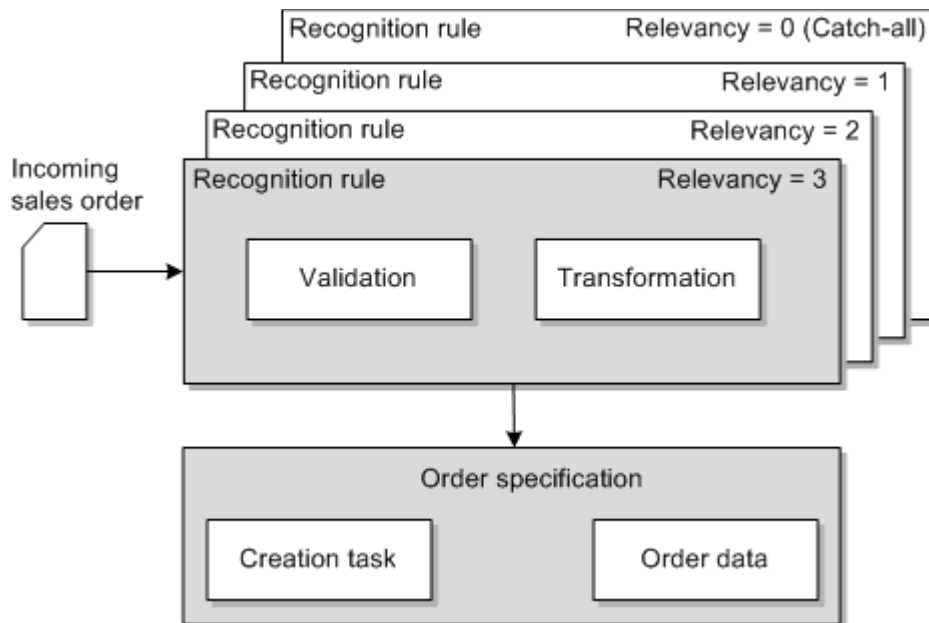 Recognition rule Relevancy = 0 (Catch-all)
Recognition rule Relevancy = 1
Recognition rule Relevancy = 2
Recognition rule Relevancy = 3
Incoming
sales order
Validation Transformation
Order specification
Creation task Order data